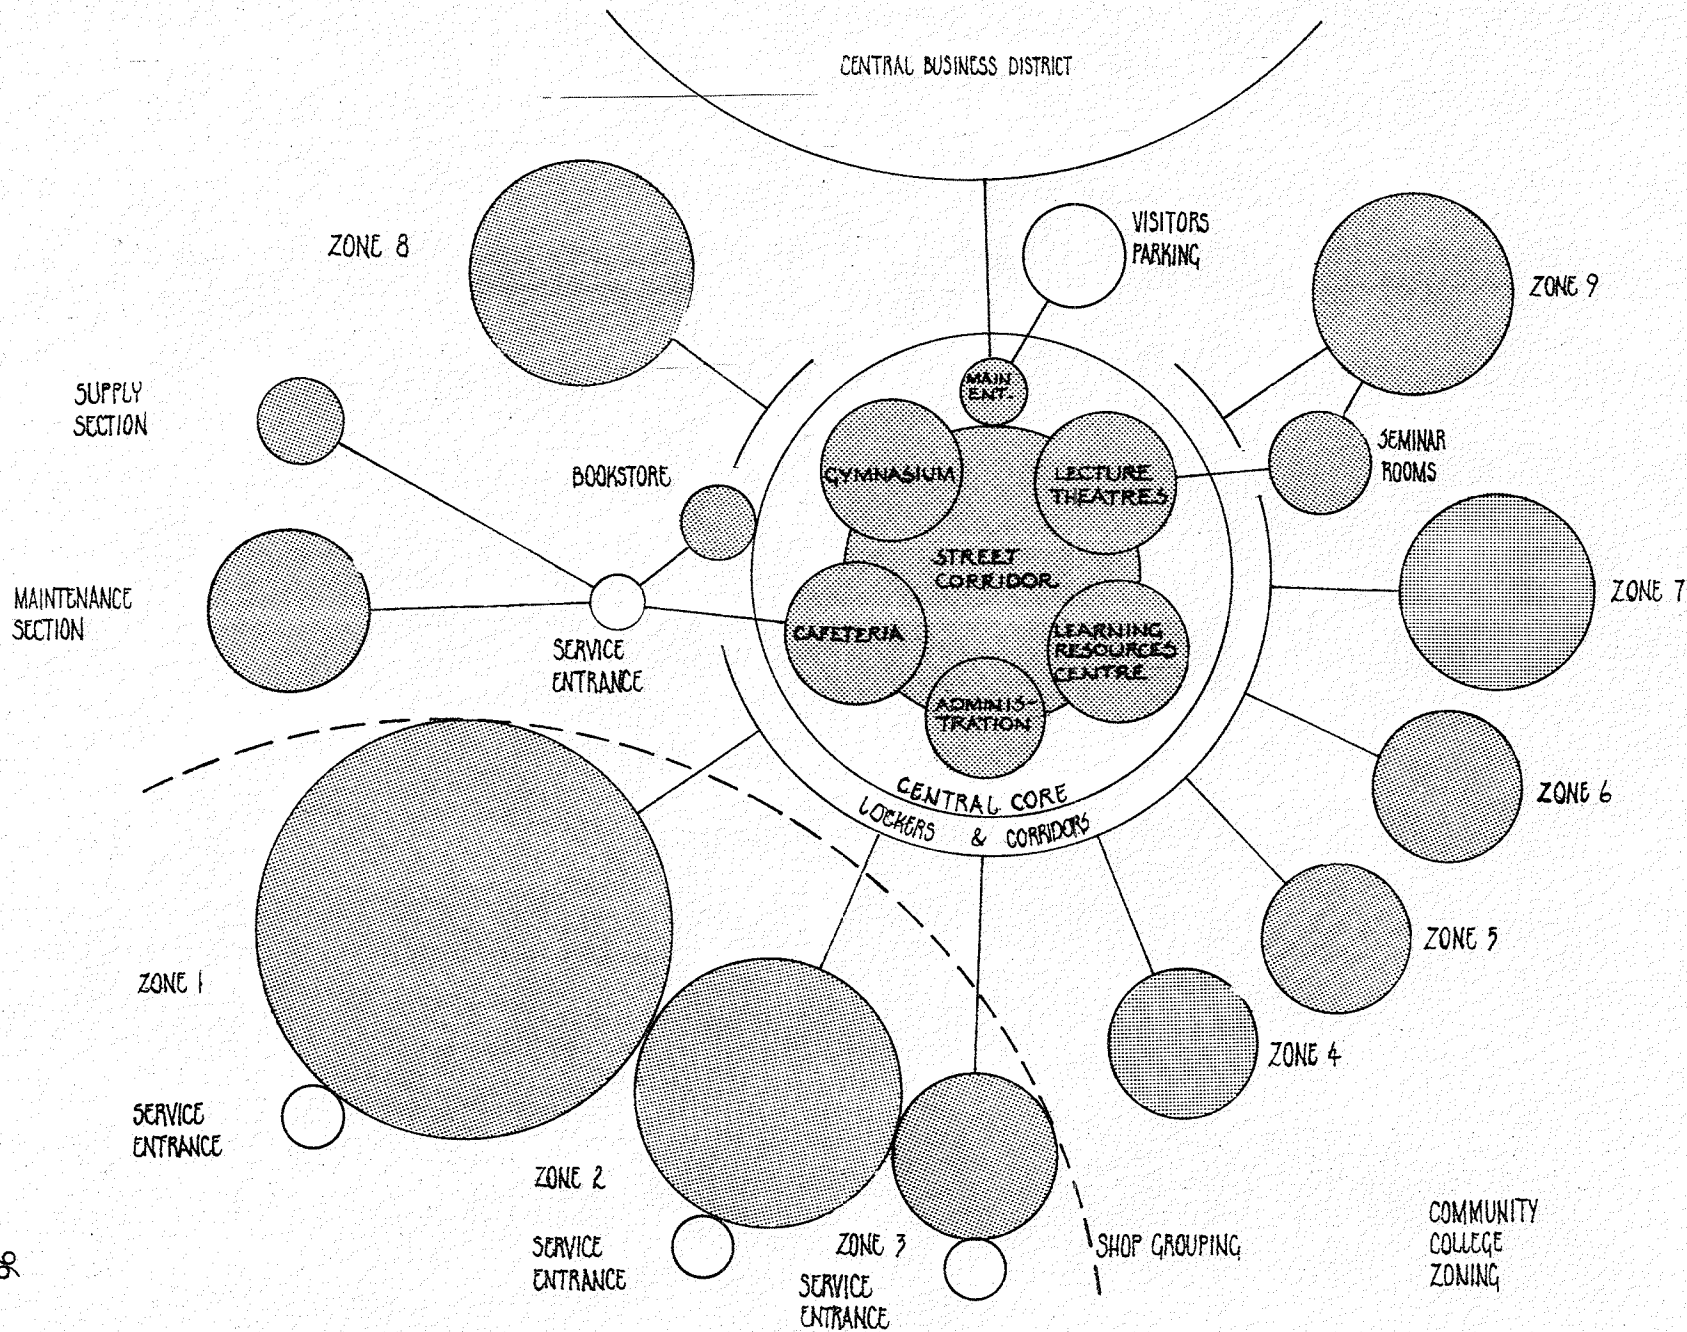 CENTRAL BUSINESS DISTRICT
VISITORS
PARKING
ZONE 8
ZONE 9
SUPPLY
SECTION
MAIN
ENT.
BOOKSTORE
GYMNASIUM
LECTURE
THEATRES
SEMINAR
ROOMS
STREET
CORRIDOR
MAINTENANCE
SECTION
ZONE 7
SERVICE
ENTRANCE
CAFETERIA
LEARNING
RESOURCES
CENTRE
ADMINIS-
TRATION
CENTRAL CORE
LOCKERS & CORRIDORS
ZONE 6
ZONE 5
ZONE 1
ZONE 4
SERVICE
ENTRANCE
ZONE 2
SERVICE
ENTRANCE
ZONE 3
SERVICE
ENTRANCE
SHOP GROUPING
COMMUNITY
COLLEGE
ZONING
96